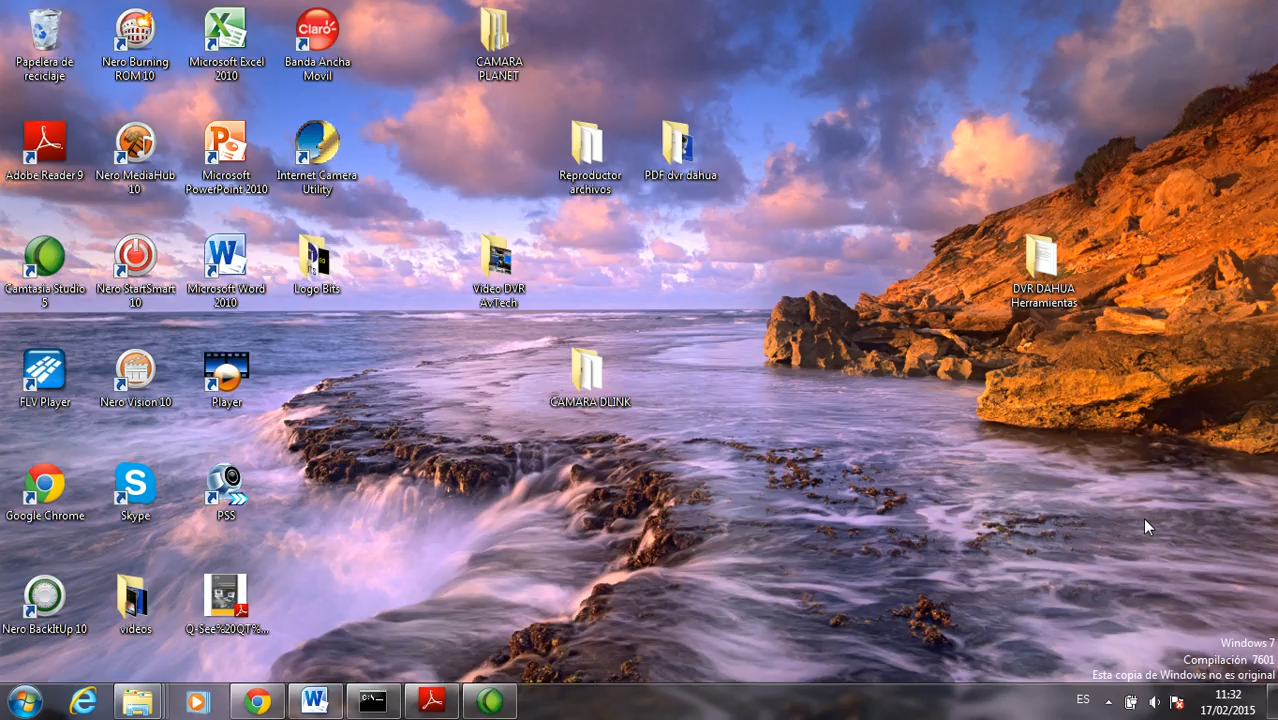 Papelera de
reciclaje
Nero Burning
ROM 10
Microsoft Excel
2010
Claro
Banda Ancha
Movil
CAMARA
PLANET
Adobe Reader 9
Nero MediaHub
10
Microsoft
PowerPoint 2010
Internet Camera
Utility
Reproductor
archivos
PDF dvr dahua
Camtasia Studio
5
Nero StartSmart
10
Microsoft Word
2010
Logo Bits
Video DVR
AvTech
DVR DAHUA
Herramientas
FLV Player
Nero Vision 10
Player
CAMARA DLINK
Google Chrome
Skype
PSS
Nero BackItUp 10
videos
Q-See%20QT%...
Windows 7
Compilación 7601
Esta copia de Windows no es original
ES
11:32
17/02/2015